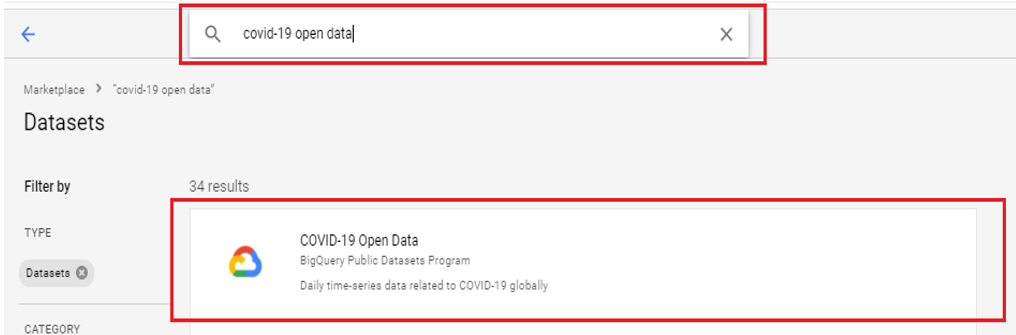 covid-19 open data
Marketplace > "covid-19 open data"
Datasets
Filter by
34 results
TYPE
Datasets
CATEGORY
COVID-19 Open Data
BigQuery Public Datasets Program
Daily time-series data related to COVID-19 globally